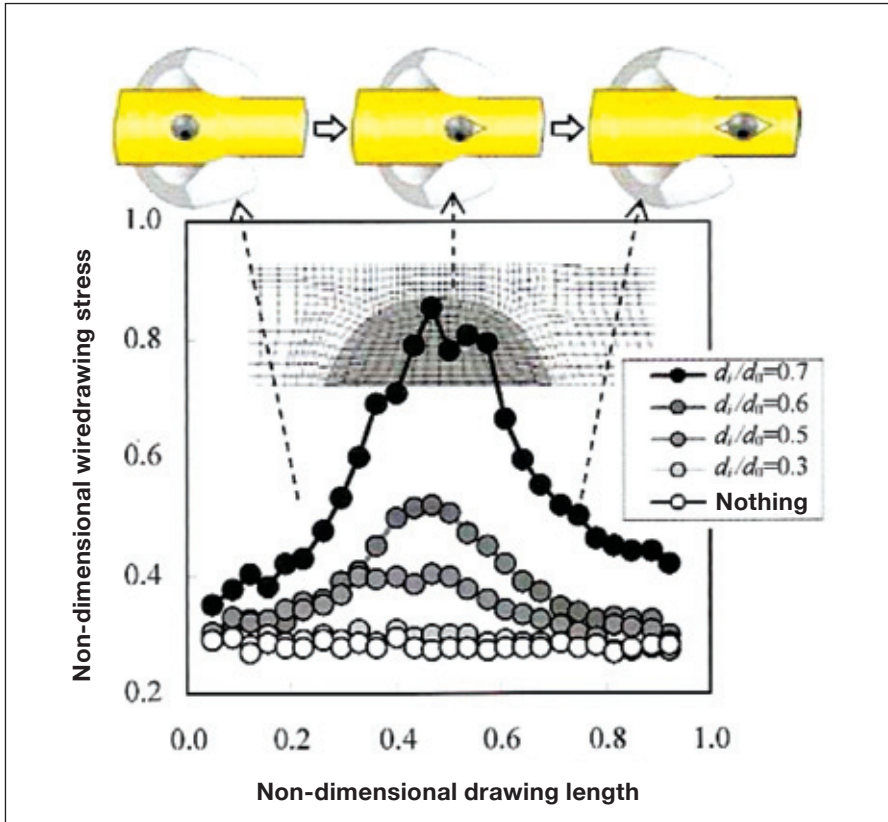 1.0
0.8
0.6
0.4
0.2
Non-dimensional wiredrawing stress
dᵢ/d₀=0.7
dᵢ/d₀=0.6
dᵢ/d₀=0.5
dᵢ/d₀=0.3
Nothing
0.0 0.2 0.4 0.6 0.8 1.0
Non-dimensional drawing length